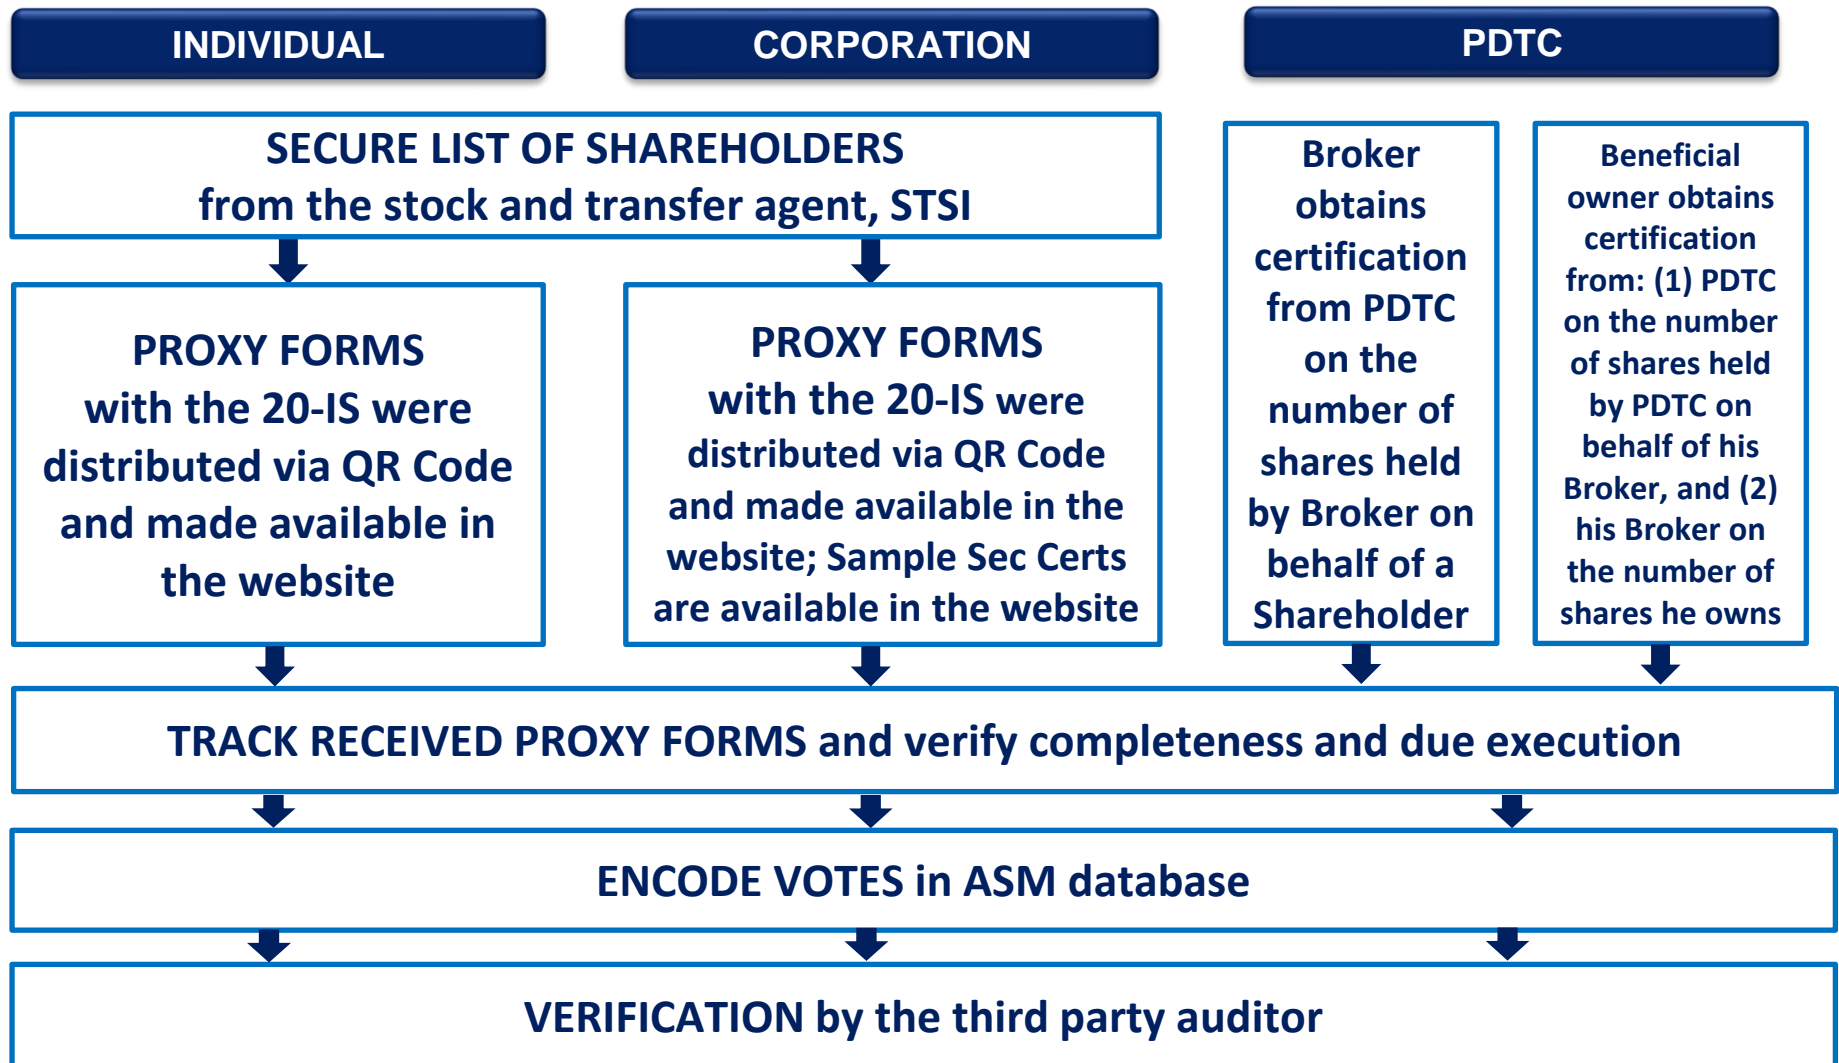 INDIVIDUAL
CORPORATION
PDTC
SECURE LIST OF SHAREHOLDERS
from the stock and transfer agent, STSI
PROXY FORMS
with the 20-IS were
distributed via QR Code
and made available in
the website
PROXY FORMS
with the 20-IS were
distributed via QR Code
and made available in the
website; Sample Sec Certs
are available in the website
Broker
obtains
certification
from PDTC
on the
number of
shares held
by Broker on
behalf of a
Shareholder
Beneficial
owner obtains
certification
from: (1) PDTC
on the number
of shares held
by PDTC on
behalf of his
Broker, and (2)
his Broker on
the number of
shares he owns
TRACK RECEIVED PROXY FORMS and verify completeness and due execution
ENCODE VOTES in ASM database
VERIFICATION by the third party auditor